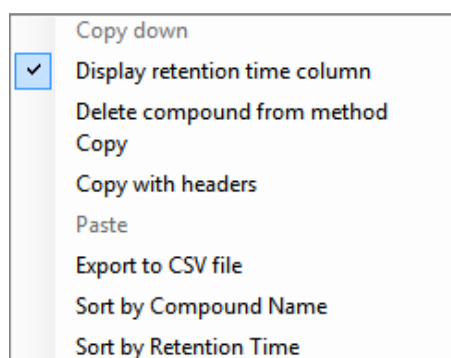 Copy down
Display retention time column
Delete compound from method
Copy
Copy with headers
Paste
Export to CSV file
Sort by Compound Name
Sort by Retention Time